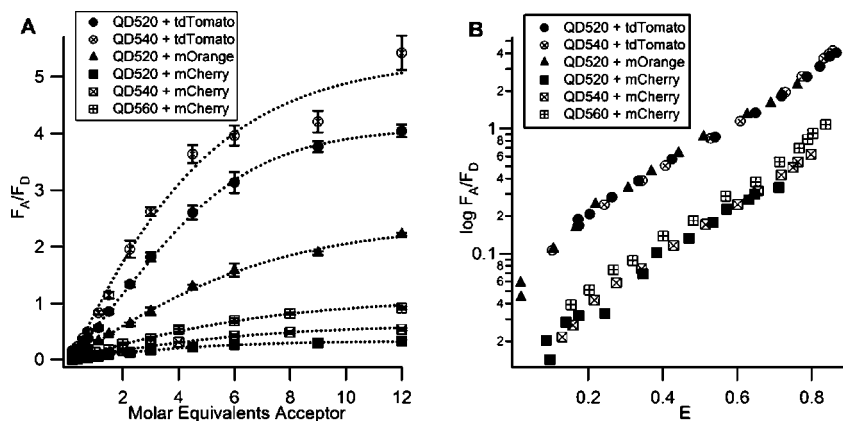 A
QD520 + tdTomato
QD540 + tdTomato
QD520 + mOrange
QD520 + mCherry
QD540 + mCherry
QD560 + mCherry
5
4
3
2
1
0
F_A/F_D
2 4 6 8 10 12
Molar Equivalents Acceptor
B
QD520 + tdTomato
QD540 + tdTomato
QD520 + mOrange
QD520 + mCherry
QD540 + mCherry
QD560 + mCherry
4
2
1
8
6
4
2
0.1
8
6
4
2
log F_A/F_D
0.2 0.4 0.6 0.8
E